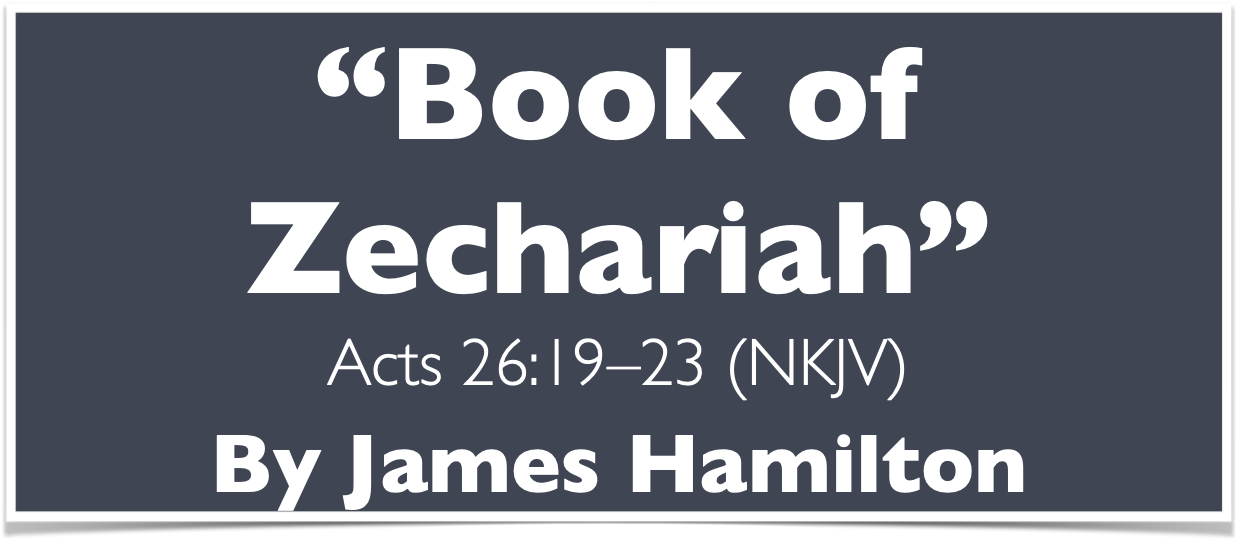 “Book of
Zechariah”
Acts 26:19–23 (NKJV)
By James Hamilton